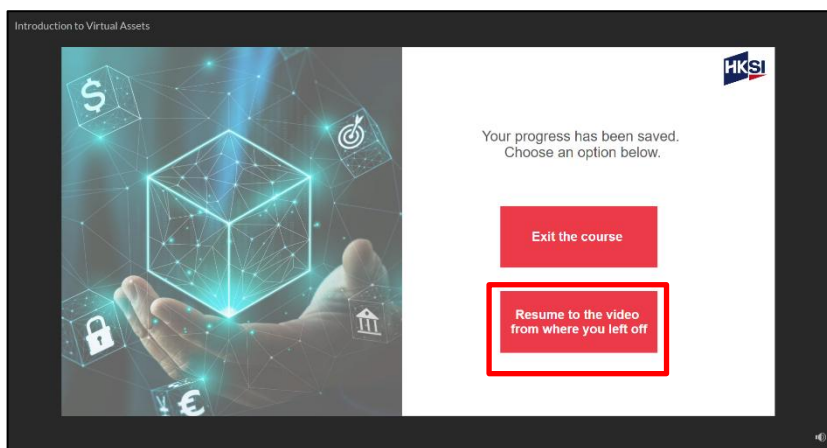 Introduction to Virtual Assets
HKSI
$
Your progress has been saved.
Choose an option below.
Exit the course
Resume to the video
from where you left off
¥ €